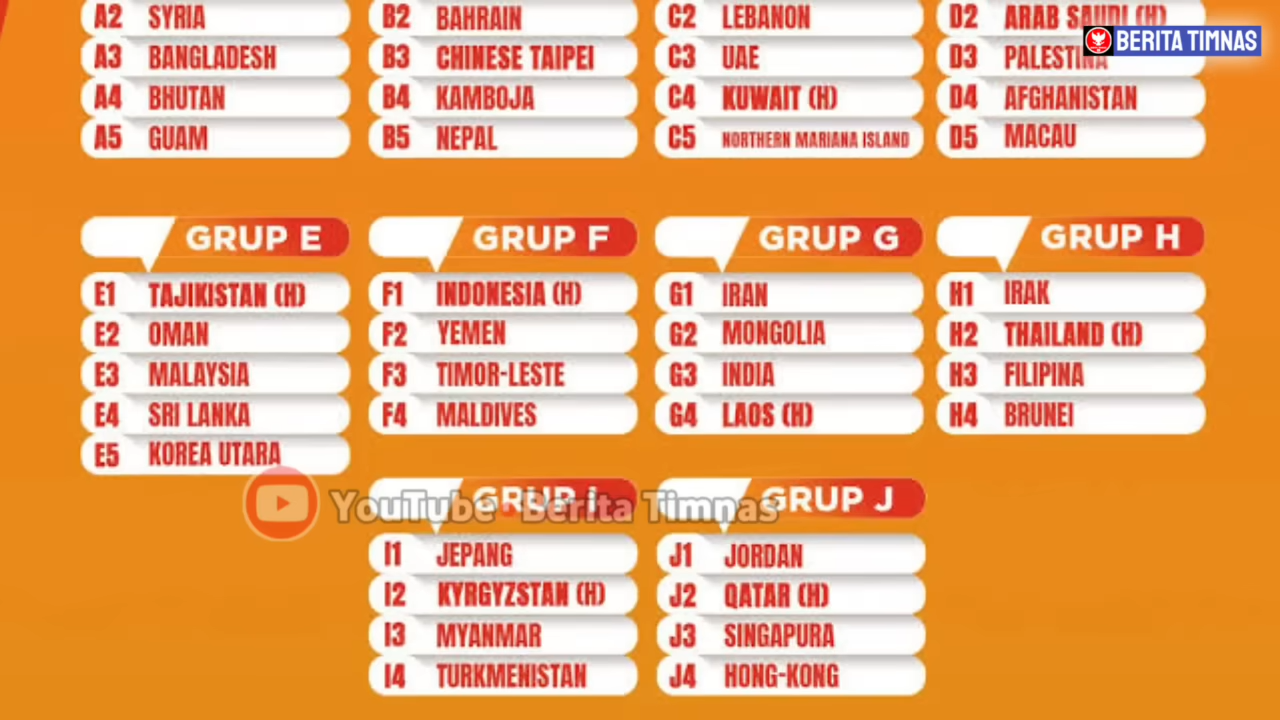 A2 SYRIA
A3 BANGLADESH
A4 BHUTAN
A5 GUAM
B2 BAHRAIN
B3 CHINESE TAIPEI
B4 KAMBOJA
B5 NEPAL
C2 LEBANON
C3 UAE
C4 KUWAIT (H)
C5 NORTHERN MARIANA ISLAND
D2 ARAB SAUDI (H)
D3 PALESTINA
D4 AFGHANISTAN
D5 MACAU
BERITA TIMNAS
GRUP E
E1 TAJIKISTAN (H)
E2 OMAN
E3 MALAYSIA
E4 SRI LANKA
E5 KOREA UTARA
GRUP F
F1 INDONESIA (H)
F2 YEMEN
F3 TIMOR-LESTE
F4 MALDIVES
GRUP G
G1 IRAN
G2 MONGOLIA
G3 INDIA
G4 LAOS (H)
GRUP H
H1 IRAK
H2 THAILAND (H)
H3 FILIPINA
H4 BRUNEI
YouTube Berita Timnas
GRUP I
I1 JEPANG
I2 KYRGYZSTAN (H)
I3 MYANMAR
I4 TURKMENISTAN
GRUP J
J1 JORDAN
J2 QATAR (H)
J3 SINGAPURA
J4 HONG-KONG